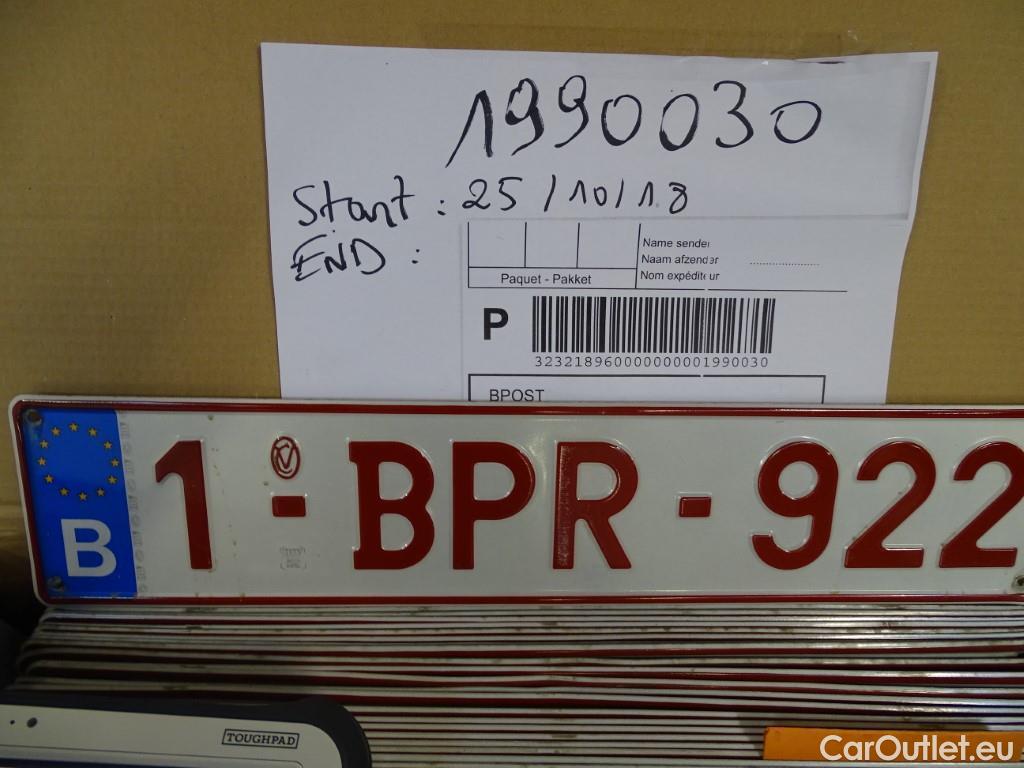 1990030
Start: 25/10/18
END:
Name sender
Naam afzender
Nom expéditeur
Paquet - Pakket
P
323218960000000001990030
BPOST
B 1-BPR-922
TOUGHPAD
CarOutlet.eu